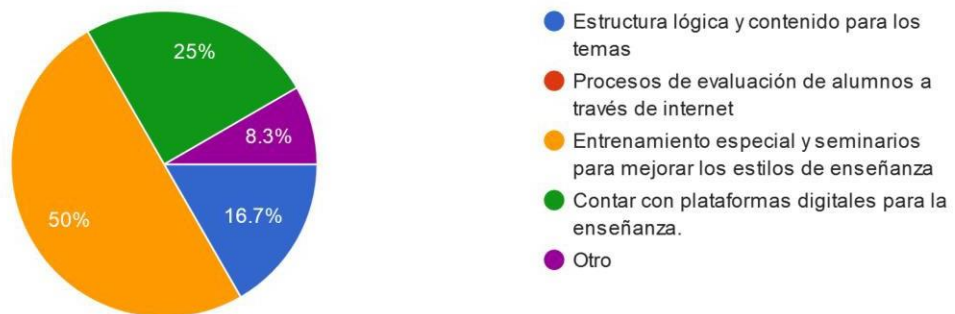 25%
8.3%
16.7%
50%
Estructura lógica y contenido para los
temas
Procesos de evaluación de alumnos a
través de internet
Entrenamiento especial y seminarios
para mejorar los estilos de enseñanza
Contar con plataformas digitales para la
enseñanza.
Otro